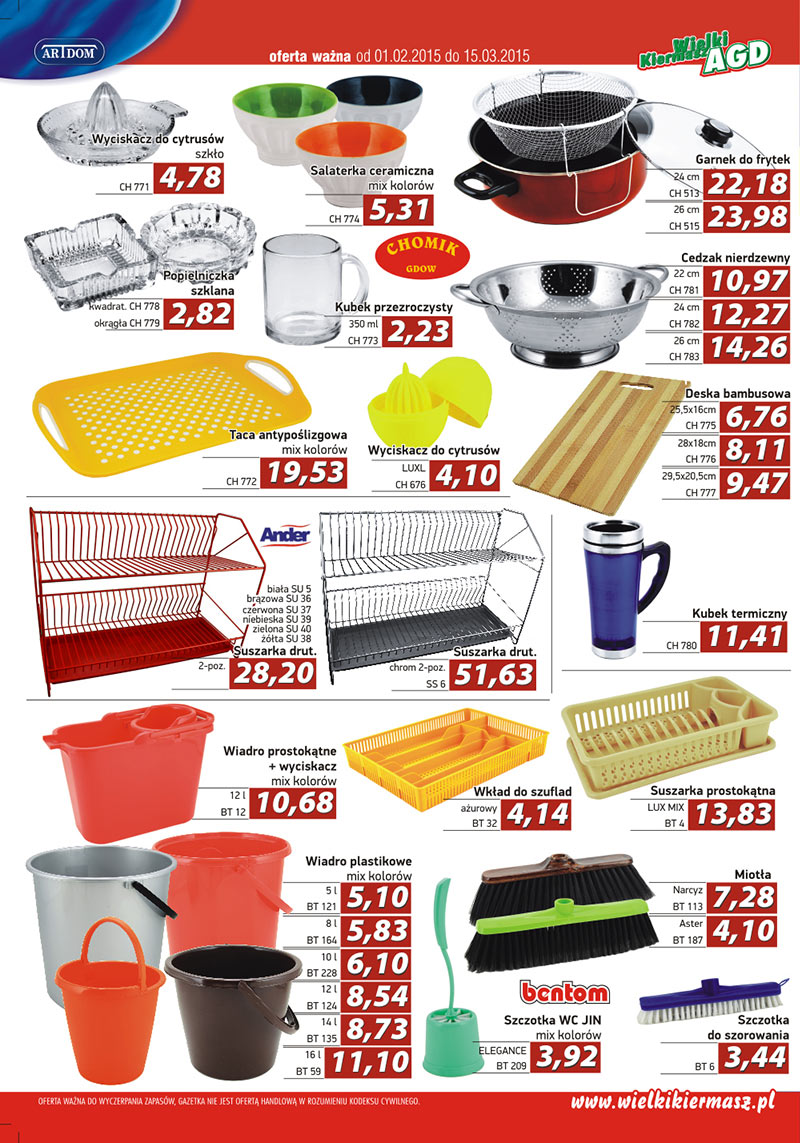 ARTDOM
oferta ważna od 01.02.2015 do 15.03.2015
Wielki
Kiermasz AGD
Wyciskacz do cytrusów
szkło
CH 771
4,78
Salaterka ceramiczna
mix kolorów
CH 774
5,31
Garnek do frytek
24 cm
CH 513
22,18
26 cm
CH 515
23,98
Popielniczka
szklana
kwadrat. CH 778
okrągła CH 779
2,82
CHOMIK
GDOW
Kubek przezroczysty
350 ml
CH 773
2,23
Cedzak nierdzewny
22 cm
CH 781
10,97
24 cm
CH 782
12,27
26 cm
CH 783
14,26
Taca antypoślizgowa
mix kolorów
CH 772
19,53
Wyciskacz do cytrusów
LUXL
CH 676
4,10
Deska bambusowa
25,5x16cm
CH 775
6,76
28x18cm
CH 776
8,11
29,5x20,5cm
CH 777
9,47
Ander
biała SU 5
brązowa SU 36
czerwona SU 37
niebieska SU 39
zielona SU 40
żółta SU 38
Suszarka drut.
2-poz.
28,20
Suszarka drut.
chrom 2-poz.
SS 6
51,63
Kubek termiczny
CH 780
11,41
Wiadro prostokątne
+ wyciskacz
mix kolorów
12 l
BT 12
10,68
Wkład do szuflad
ażurowy
BT 32
4,14
Suszarka prostokątna
LUX MIX
BT 4
13,83
Wiadro plastikowe
mix kolorów
5 l
BT 121
5,10
8 l
BT 164
5,83
10 l
BT 228
6,10
12 l
BT 124
8,54
14 l
BT 135
8,73
16 l
BT 59
11,10
Miotła
Narcyz
BT 113
7,28
Aster
BT 187
4,10
bentom
Szczotka WC JIN
mix kolorów
ELEGANCE
BT 209
3,92
Szczotka
do szorowania
BT 6
3,44
OFERTA WAŻNA DO WYCZERPANIA ZAPASÓW, GAZETKA NIE JEST OFERTĄ HANDLOWĄ W ROZUMIENIU KODEKSU CYWILNEGO.
www.wielkikiermasz.pl